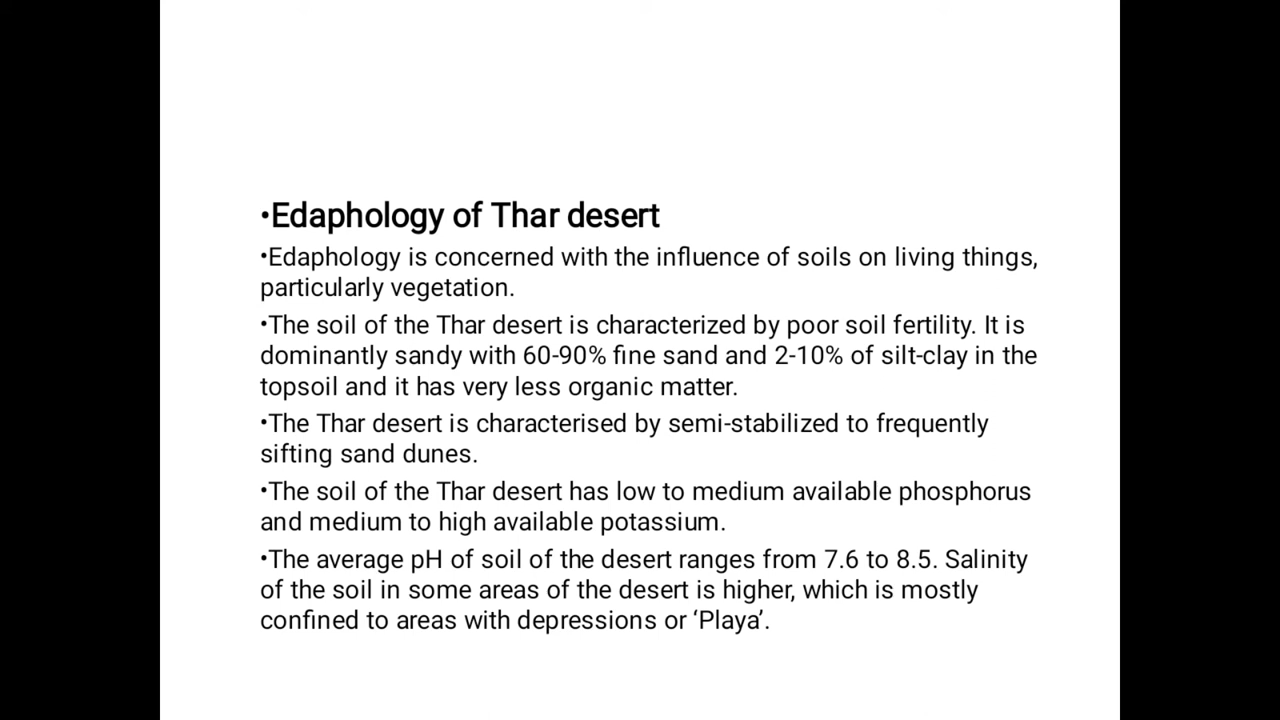 •Edaphology of Thar desert
•Edaphology is concerned with the influence of soils on living things,
particularly vegetation.
•The soil of the Thar desert is characterized by poor soil fertility. It is
dominantly sandy with 60-90% fine sand and 2-10% of silt-clay in the
topsoil and it has very less organic matter.
•The Thar desert is characterised by semi-stabilized to frequently
sifting sand dunes.
•The soil of the Thar desert has low to medium available phosphorus
and medium to high available potassium.
•The average pH of soil of the desert ranges from 7.6 to 8.5. Salinity
of the soil in some areas of the desert is higher, which is mostly
confined to areas with depressions or ‘Playa’.